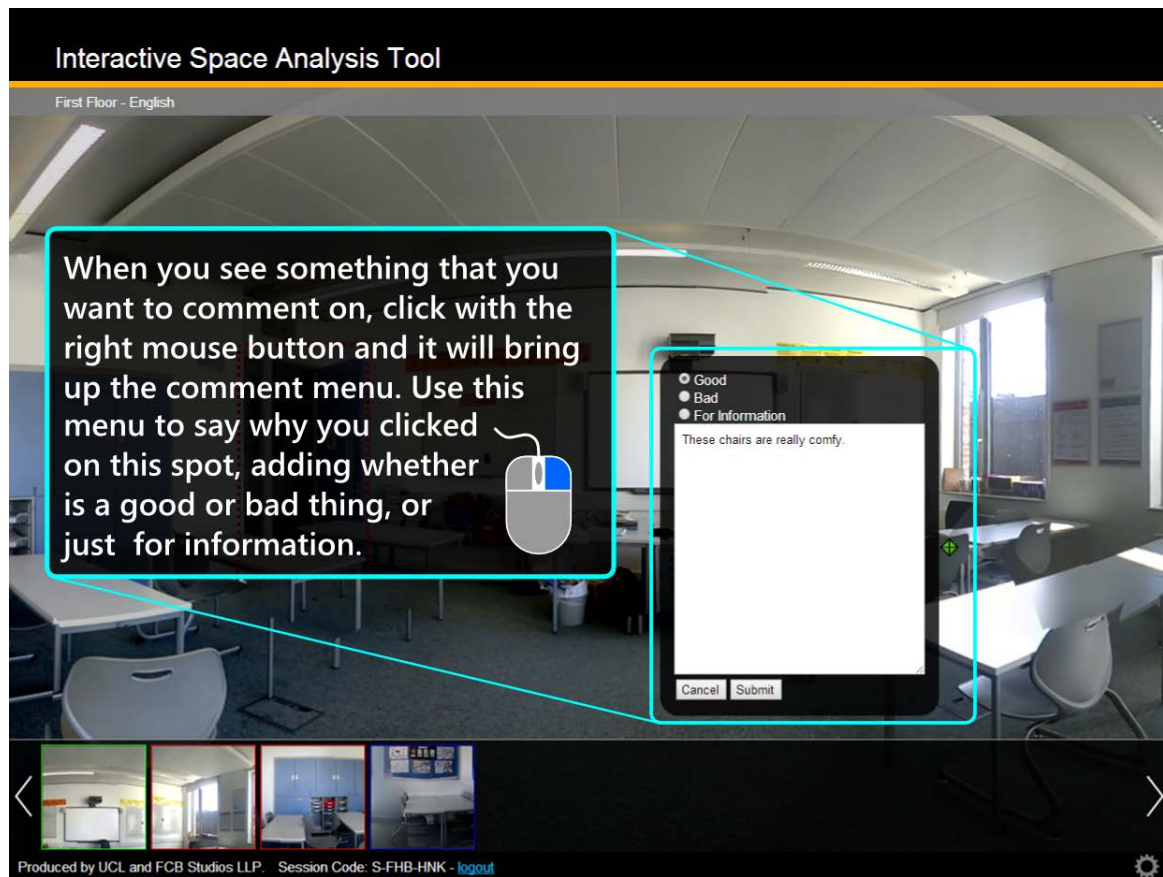 Interactive Space Analysis Tool
First Floor - English
When you see something that you
want to comment on, click with the
right mouse button and it will bring
up the comment menu. Use this
menu to say why you clicked
on this spot, adding whether
is a good or bad thing, or
just for information.
Good
Bad
For Information
These chairs are really comfy.
Cancel Submit
Produced by UCL and FCB Studios LLP. Session Code: S-FHB-HNK - logout